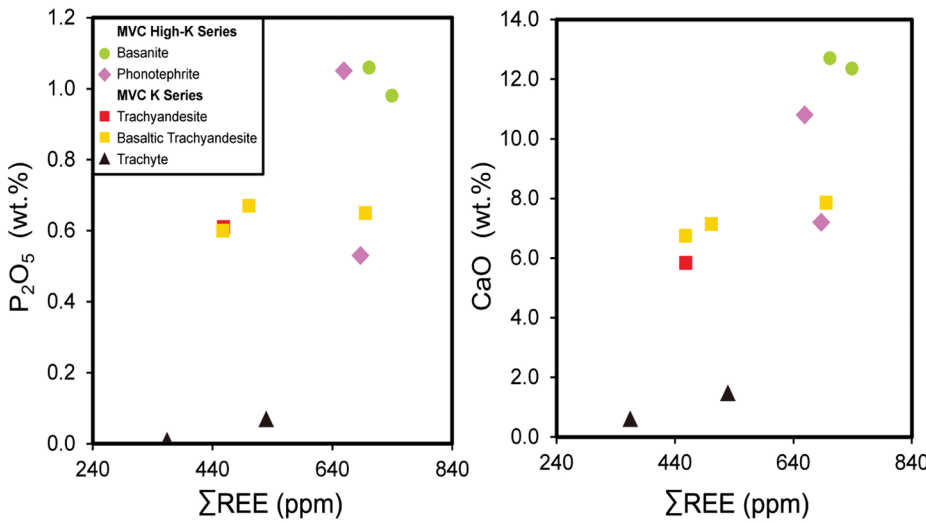 1.2
1.0
0.8
0.6
0.4
0.2
0.0
P2O5 (wt.%)
MVC High-K Series
Basanite
Phonotephrite
MVC K Series
Trachyandesite
Basaltic Trachyandesite
Trachyte
240 440 640 840
∑REE (ppm)
14.0
12.0
10.0
8.0
6.0
4.0
2.0
0.0
CaO (wt.%)
240 440 640 840
∑REE (ppm)